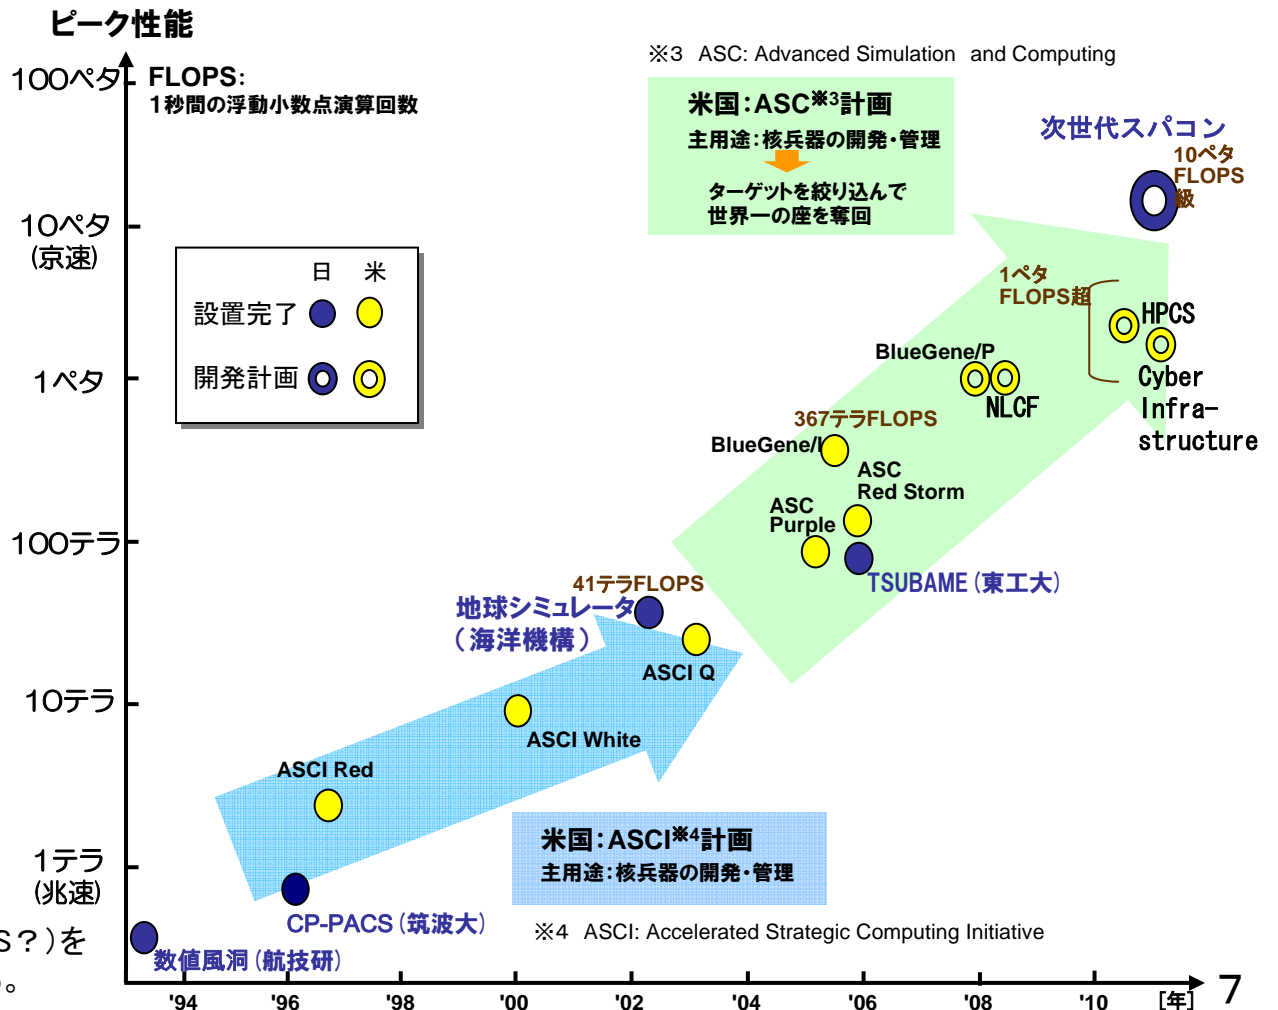 ピーク性能
※3 ASC: Advanced Simulation and Computing
100ペタ
FLOPS:
1秒間の浮動小数点演算回数
米国：ASC※3計画
主用途：核兵器の開発・管理
ターゲットを絞り込んで
世界一の座を奪回
次世代スパコン
10ペタ
FLOPS
級
10ペタ
(京速)
日 米
設置完了
開発計画
1ペタ
FLOPS超
HPCS
BlueGene/P
1ペタ
NLCF
Cyber
Infra-
structure
367テラFLOPS
BlueGene/L
ASC
Red Storm
ASC
Purple
100テラ
TSUBAME(東工大)
41テラFLOPS
地球シミュレータ
(海洋機構)
ASCI Q
10テラ
ASCI White
ASCI Red
米国：ASCI※4計画
主用途：核兵器の開発・管理
1テラ
(兆速)
CP-PACS(筑波大)
※4 ASCI: Accelerated Strategic Computing Initiative
S？)を
数値風洞(航技研)
。
'94 '96 '98 '00 '02 '04 '06 '08 '10 [年] 7